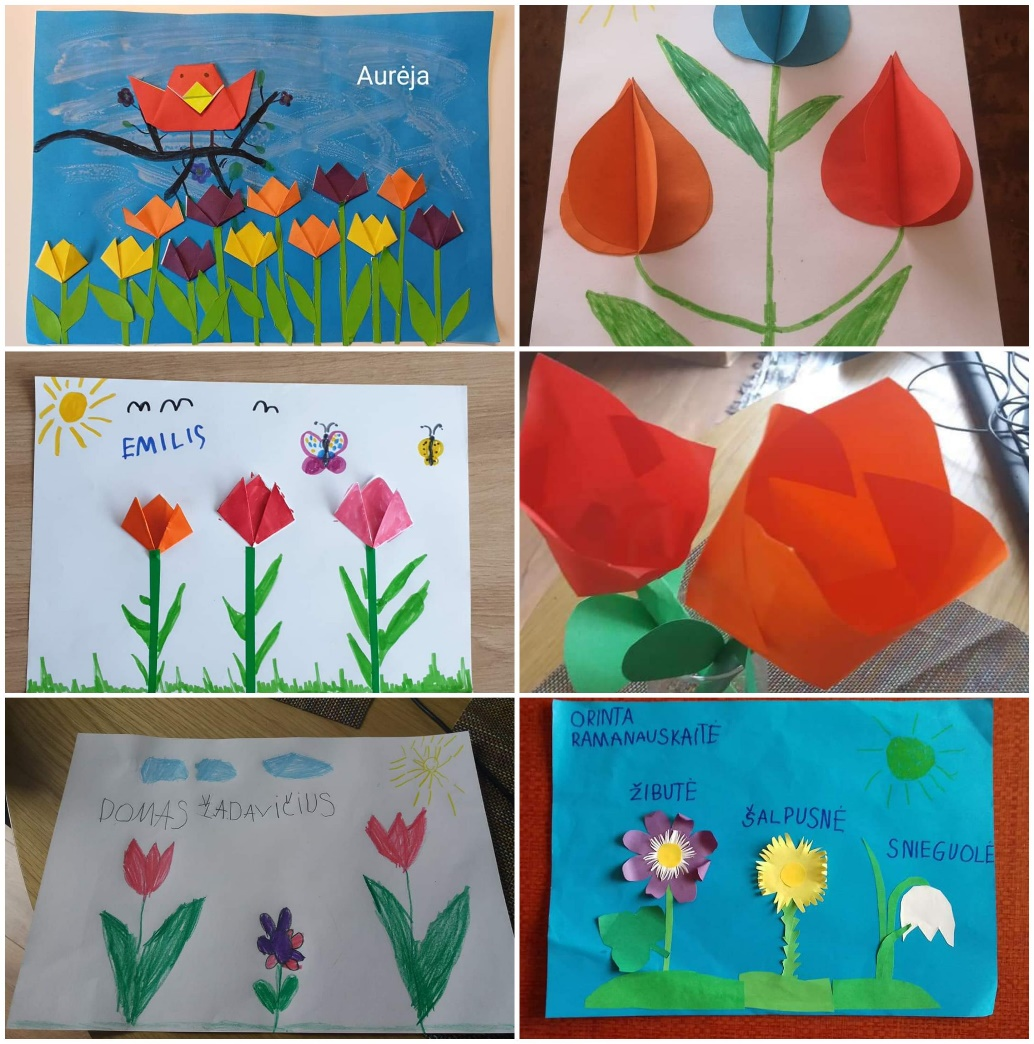 Aurėja
EMILIS
DOMAS ŽADAVIČIUS
ORINTA
RAMANAUSKAITĖ
ŽIBUTĖ
ŠALPUSNĖ
SNIEGUOLĖ